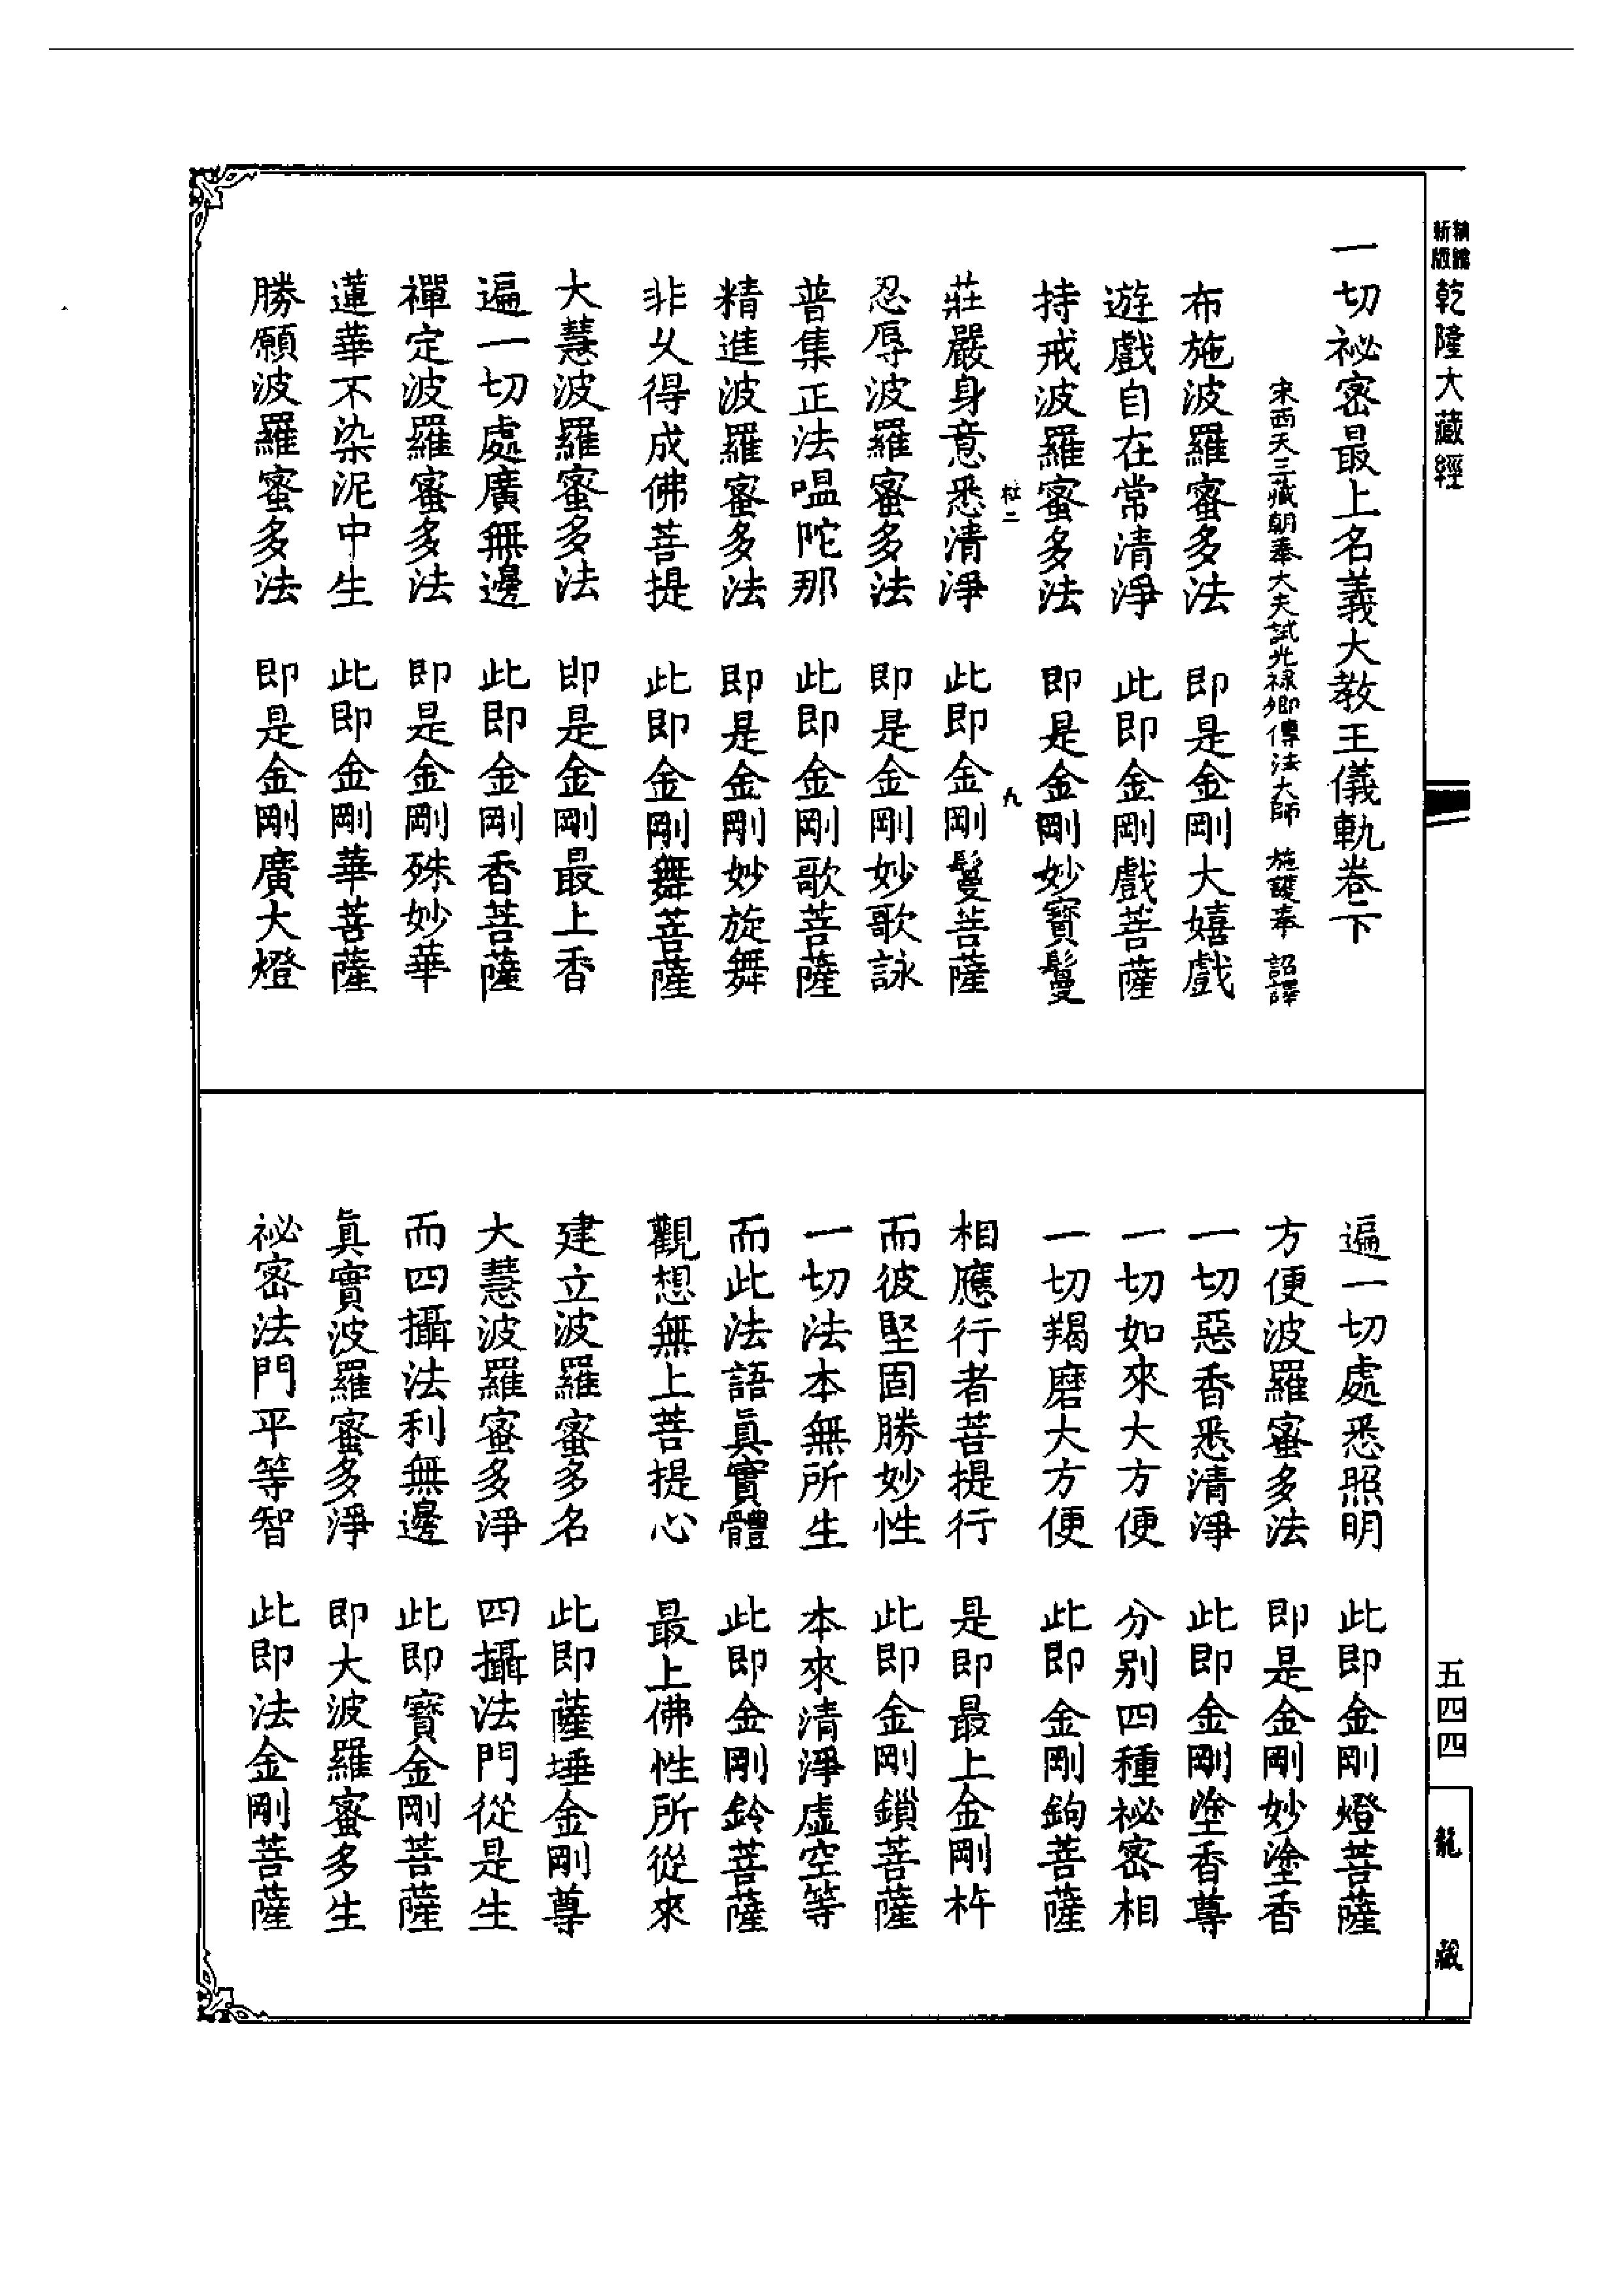 新版精縮乾隆大藏經
一切祕密最上名義大教王儀軌卷下
宋西天三藏朝奉大夫試光祿卿傳法大師 施護奉 詔譯
布施波羅蜜多法 即是金剛大嬉戲
遊戲自在常清淨 此即金剛戲菩薩
持戒波羅蜜多法 即是金剛妙寶鬘
杜二 九
莊嚴身意悉清淨 此即金剛鬘菩薩
忍辱波羅蜜多法 即是金剛妙歌詠
普集正法嗢陀那 此即金剛歌菩薩
精進波羅蜜多法 即是金剛妙旋舞
非久得成佛菩提 此即金剛舞菩薩
大慧波羅蜜多法 即是金剛最上香
遍一切處廣無邊 此即金剛香菩薩
禪定波羅蜜多法 即是金剛殊妙華
蓮華不染泥中生 此即金剛華菩薩
勝願波羅蜜多法 即是金剛廣大燈
遍一切處悉照明 此即金剛燈菩薩
方便波羅蜜多法 即是金剛妙塗香
一切惡香悉清淨 此即金剛塗香尊
一切如來大方便 分別四種祕密相
一切羯磨大方便 此即金剛鉤菩薩
相應行者菩提行 是即最上金剛杵
而彼堅固勝妙性 此即金剛鎖菩薩
一切法本無所生 本來清淨虛空等
而此法語眞實體 此即金剛鈴菩薩
觀想無上菩提心 最上佛性所從來
建立波羅蜜多名 此即薩埵金剛尊
大慧波羅蜜多淨 四攝法門從是生
而四攝法利無邊 此即寶金剛菩薩
眞實波羅蜜多淨 即大波羅蜜多生
祕密法門平等智 此即法金剛菩薩
五四四
龍藏